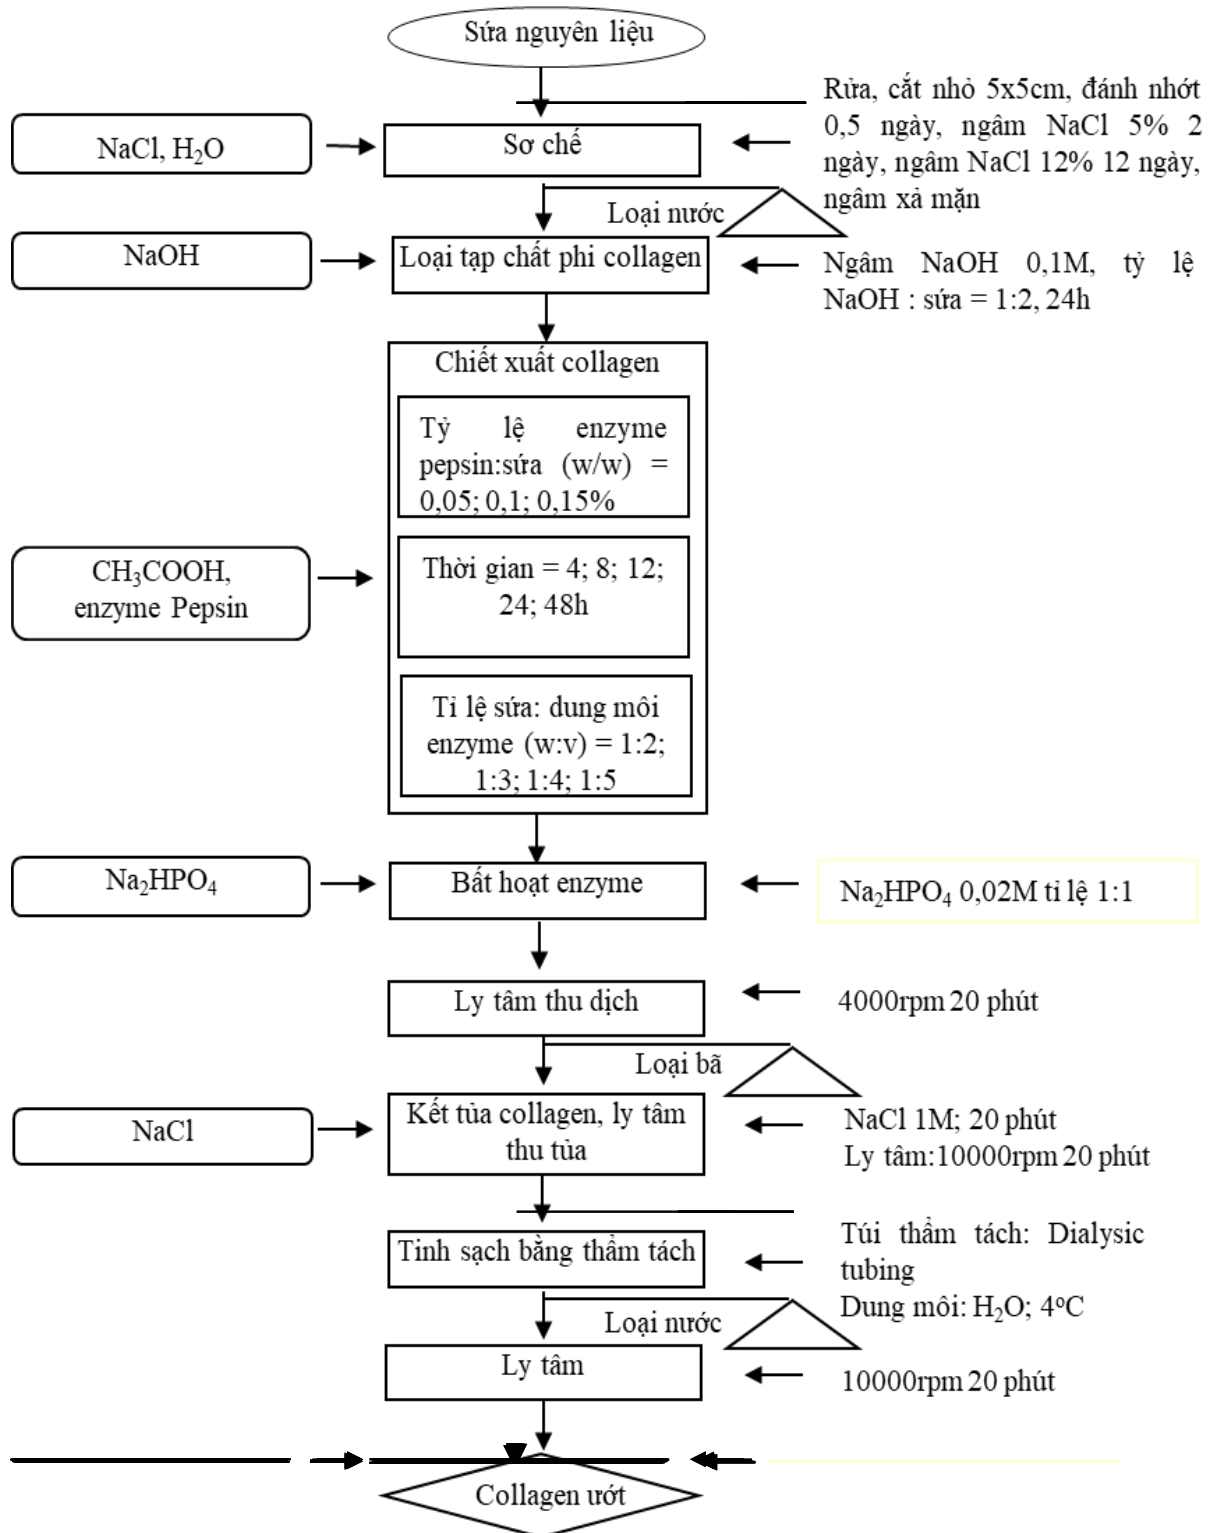 Sứa nguyên liệu
Rửa, cắt nhỏ 5x5cm, đánh nhớt
0,5 ngày, ngâm NaCl 5% 2
ngày, ngâm NaCl 12% 12 ngày,
ngâm xả mặn
NaCl, H₂O
Sơ chế
Loại nước
NaOH
Loại tạp chất phi collagen
Ngâm NaOH 0,1M, tỷ lệ
NaOH : sứa = 1:2, 24h
Chiết xuất collagen
Tỷ lệ enzyme
pepsin:sứa (w/w) =
0,05; 0,1; 0,15%
CH₃COOH,
enzyme Pepsin
Thời gian = 4; 8; 12;
24; 48h
Tỉ lệ sứa: dung môi
enzyme (w:v) = 1:2;
1:3; 1:4; 1:5
Na₂HPO₄
Bất hoạt enzyme
Na₂HPO₄ 0,02M tỉ lệ 1:1
Ly tâm thu dịch
4000rpm 20 phút
Loại bã
NaCl
Kết tủa collagen, ly tâm
thu tủa
NaCl 1M; 20 phút
Ly tâm:10000rpm 20 phút
Tinh sạch bằng thẩm tách
Túi thẩm tách: Dialysic
tubing
Dung môi: H₂O; 4ᵒC
Loại nước
Ly tâm
10000rpm 20 phút
Collagen ướt